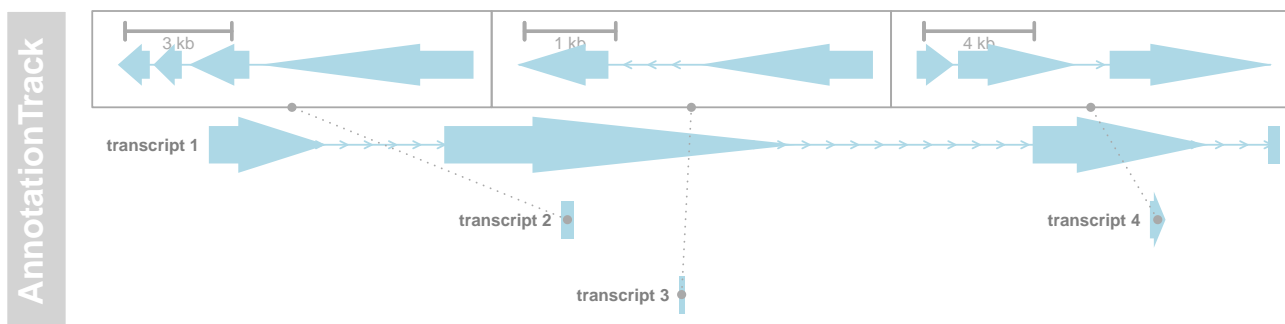 AnnotationTrack
3 kb
1 kb
4 kb
transcript 1
transcript 2
transcript 4
transcript 3